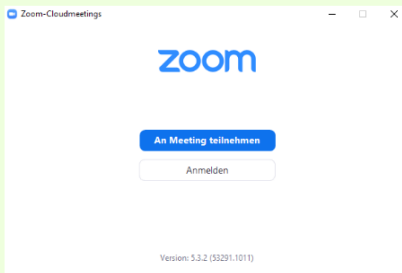 Zoom-Cloudmeetings
zoom
An Meeting teilnehmen
Anmelden
Version: 5.3.2 (53291.1011)